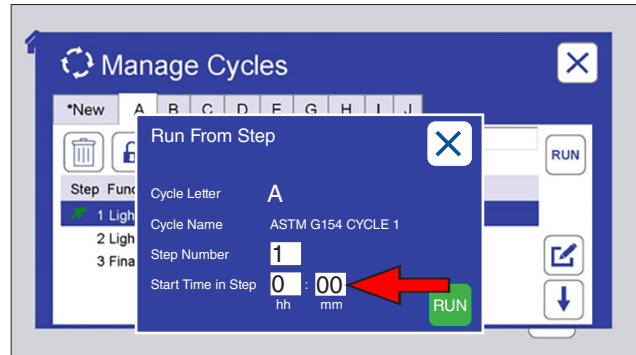 Manage Cycles
*New A B C D E G H I J
Run From Step
RUN
Step Func
Cycle Letter A
1 Ligh
Cycle Name ASTM G154 CYCLE 1
2 Ligh
Step Number 1
3 Fina
Start Time in Step 0 : 00
hh mm
RUN